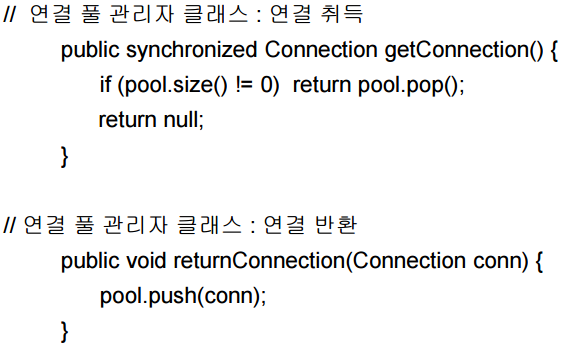 // 연결 풀 관리자 클래스 : 연결 취득
public synchronized Connection getConnection() {
if (pool.size() != 0) return pool.pop();
return null;
}
// 연결 풀 관리자 클래스 : 연결 반환
public void returnConnection(Connection conn) {
pool.push(conn);
}